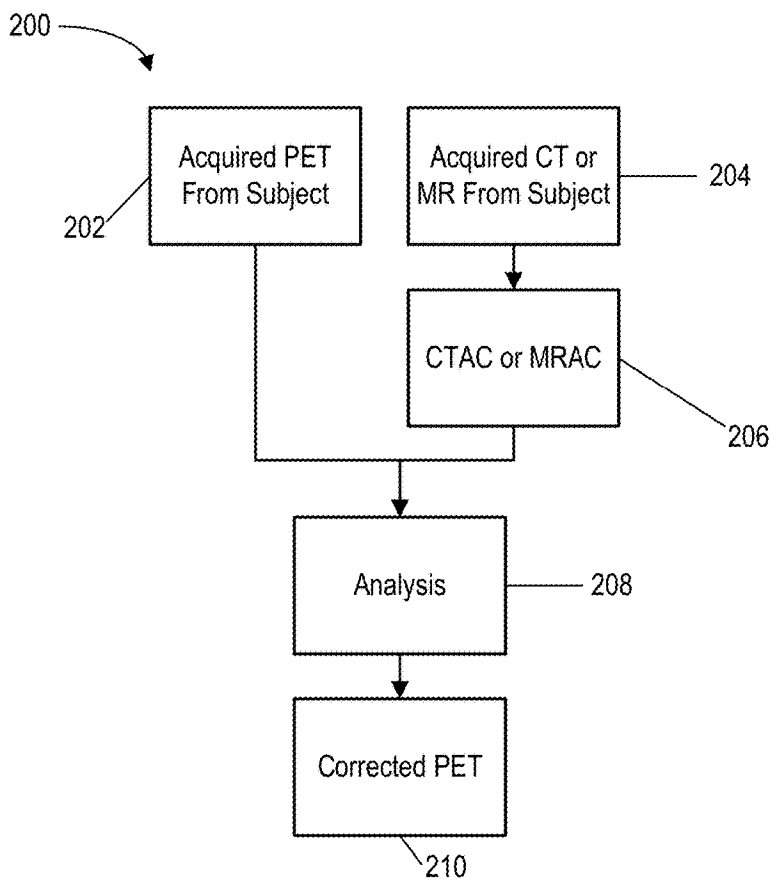 200
Acquired PET
From Subject
202
Acquired CT or
MR From Subject
204
CTAC or MRAC
206
Analysis
208
Corrected PET
210